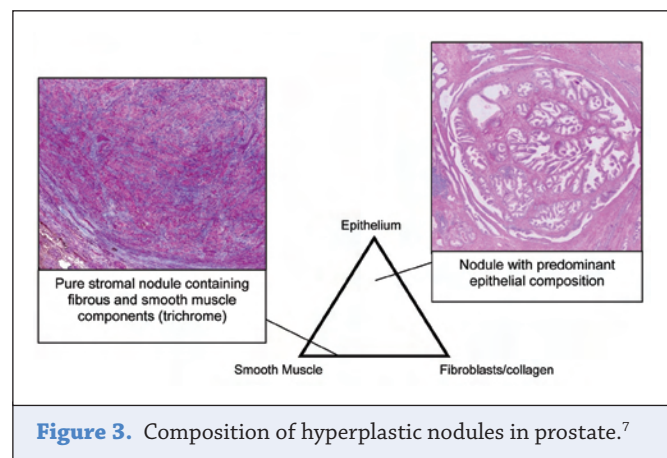 Epithelium
Pure stromal nodule containing
fibrous and smooth muscle
components (trichrome)
Nodule with predominant
epithelial composition
Smooth Muscle
Fibroblasts/collagen
Figure 3. Composition of hyperplastic nodules in prostate.7